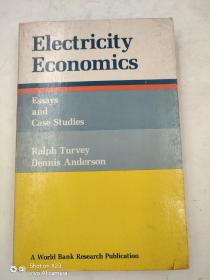 Electricity
Economics
Essays
and
Case Studies
Ralph Turvey
Dennis Anderson
A World Bank Research Publication